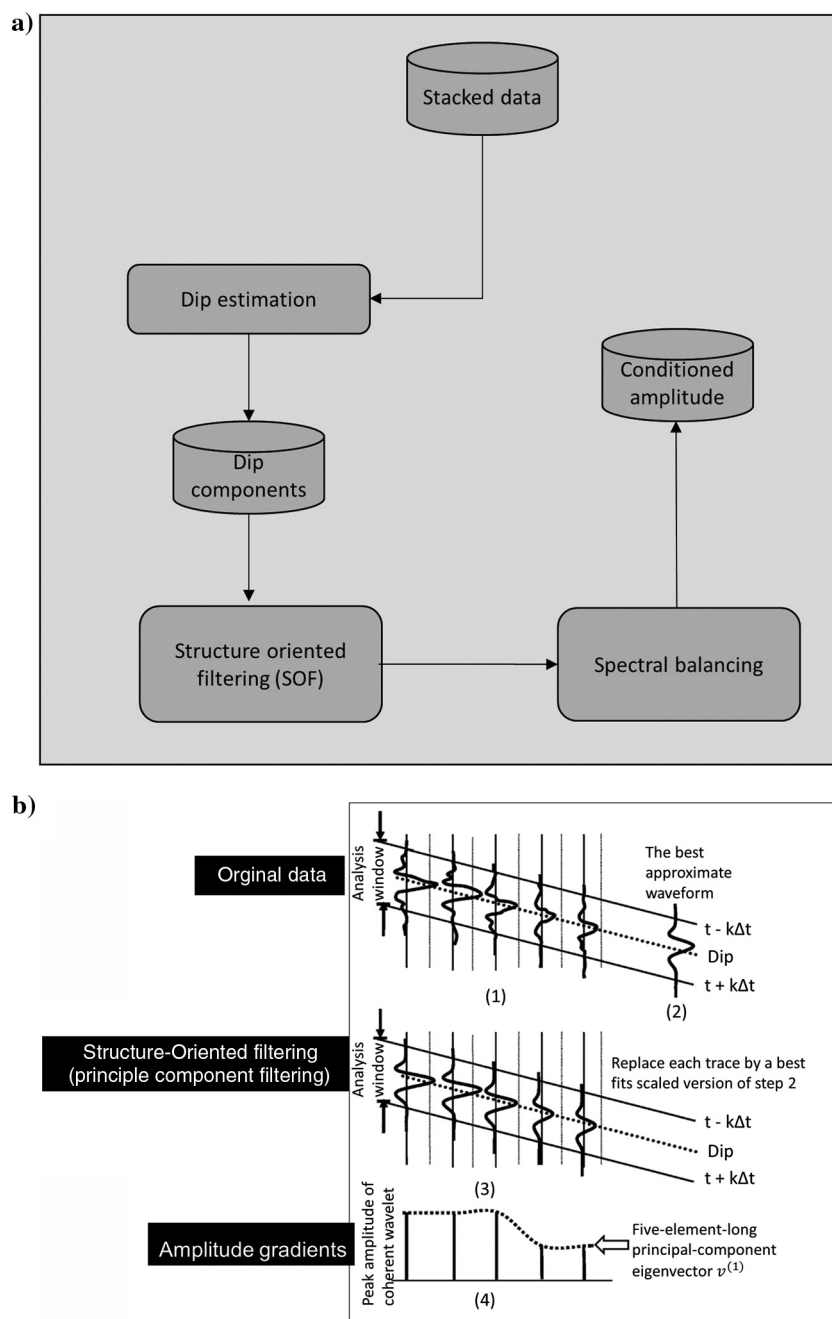 a)
Stacked data
Dip estimation
Conditioned
amplitude
Dip
components
Structure oriented
filtering (SOF)
Spectral balancing
b)
Orginal data
Analysis
window
The best
approximate
waveform
t - kΔt
Dip
t + kΔt
(1)
(2)
Structure-Oriented filtering
(principle component filtering)
Analysis
window
Replace each trace by a best
fits scaled version of step 2
t - kΔt
Dip
t + kΔt
(3)
Amplitude gradients
Peak amplitude of
coherent wavelet
Five-element-long
principal-component
eigenvector v⁽¹⁾
(4)